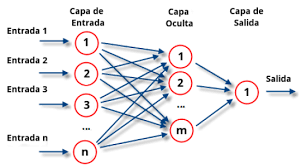 Capa de Entrada
Capa Oculta
Capa de Salida
Entrada 1
1
Entrada 2
2
Entrada 3
3
...
Entrada n
n
1
2
...
m
1
Salida